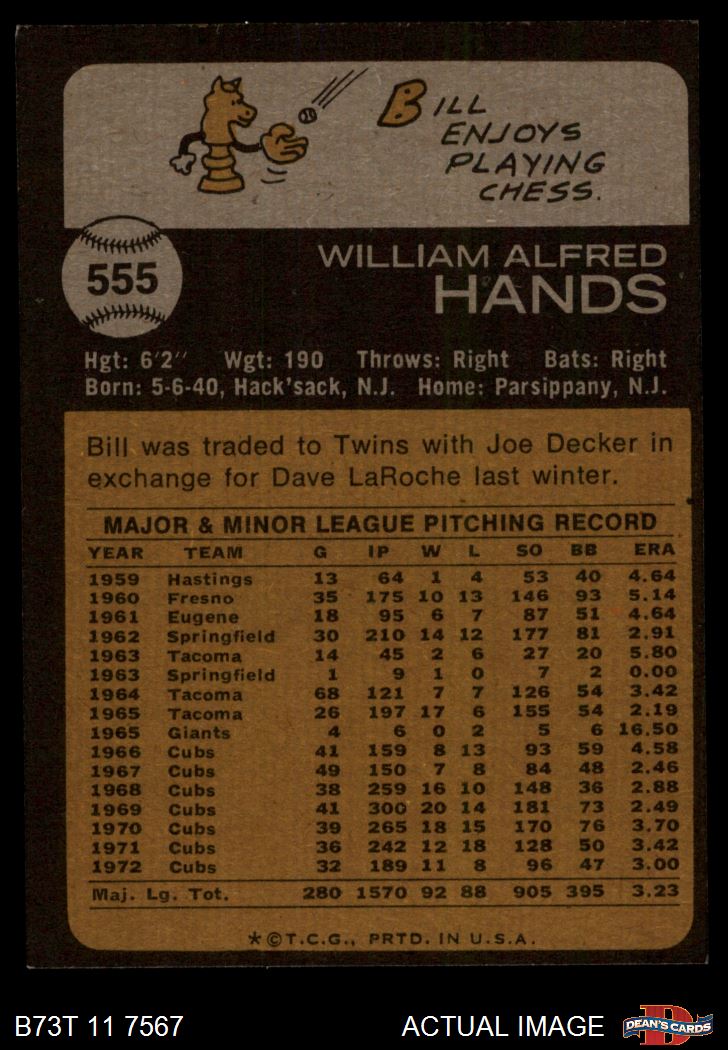 BILL
ENJOYS
PLAYING
CHESS.
555
WILLIAM ALFRED
HANDS
Hgt: 6'2" Wgt: 190 Throws: Right Bats: Right
Born: 5-6-40, Hack'sack, N.J. Home: Parsippany, N.J.
Bill was traded to Twins with Joe Decker in
exchange for Dave LaRoche last winter.
MAJOR & MINOR LEAGUE PITCHING RECORD
YEAR TEAM G IP W L SO BB ERA
1959 Hastings 13 64 1 4 53 40 4.64
1960 Fresno 35 175 10 13 146 93 5.14
1961 Eugene 18 95 6 7 87 51 4.64
1962 Springfield 30 210 14 12 177 81 2.91
1963 Tacoma 14 45 2 6 27 20 5.80
1963 Springfield 1 9 1 0 7 2 0.00
1964 Tacoma 68 121 7 7 126 54 3.42
1965 Tacoma 26 197 17 6 155 54 2.19
1965 Giants 4 6 0 2 5 6 16.50
1966 Cubs 41 159 8 13 93 59 4.58
1967 Cubs 49 150 7 8 84 48 2.46
1968 Cubs 38 259 16 10 148 36 2.88
1969 Cubs 41 300 20 14 181 73 2.49
1970 Cubs 39 265 18 15 170 76 3.70
1971 Cubs 36 242 12 18 128 50 3.42
1972 Cubs 32 189 11 8 96 47 3.00
Maj. Lg. Tot. 280 1570 92 88 905 395 3.23
*©T.C.G., PRTD. IN U.S.A.
B73T 11 7567 ACTUAL IMAGE
D
DEAN'S CARDS